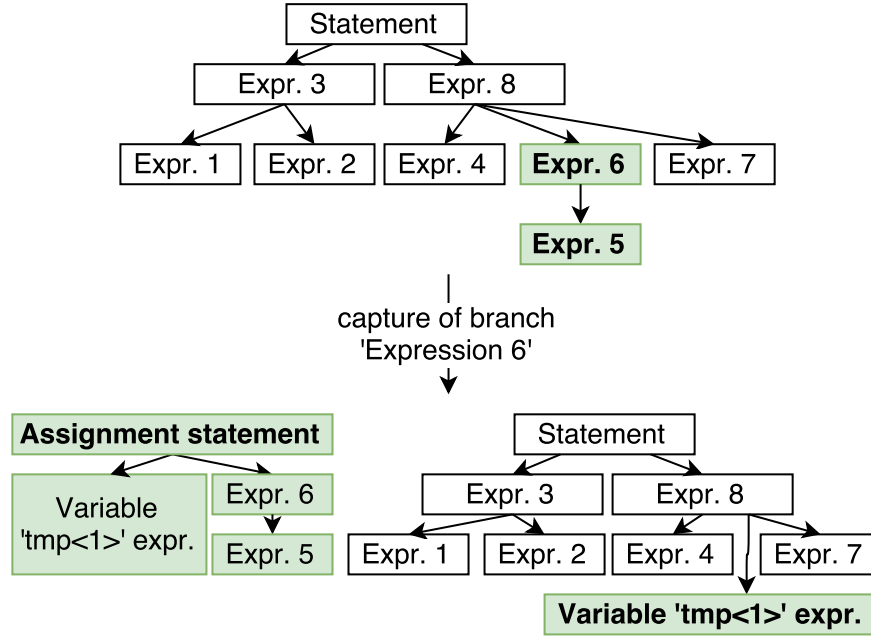 Statement
Expr. 3
Expr. 8
Expr. 1
Expr. 2
Expr. 4
Expr. 6
Expr. 7
Expr. 5
capture of branch
'Expression 6'
Assignment statement
Variable
'tmp<1>' expr.
Expr. 6
Expr. 5
Statement
Expr. 3
Expr. 8
Expr. 1
Expr. 2
Expr. 4
Expr. 7
Variable 'tmp<1>' expr.